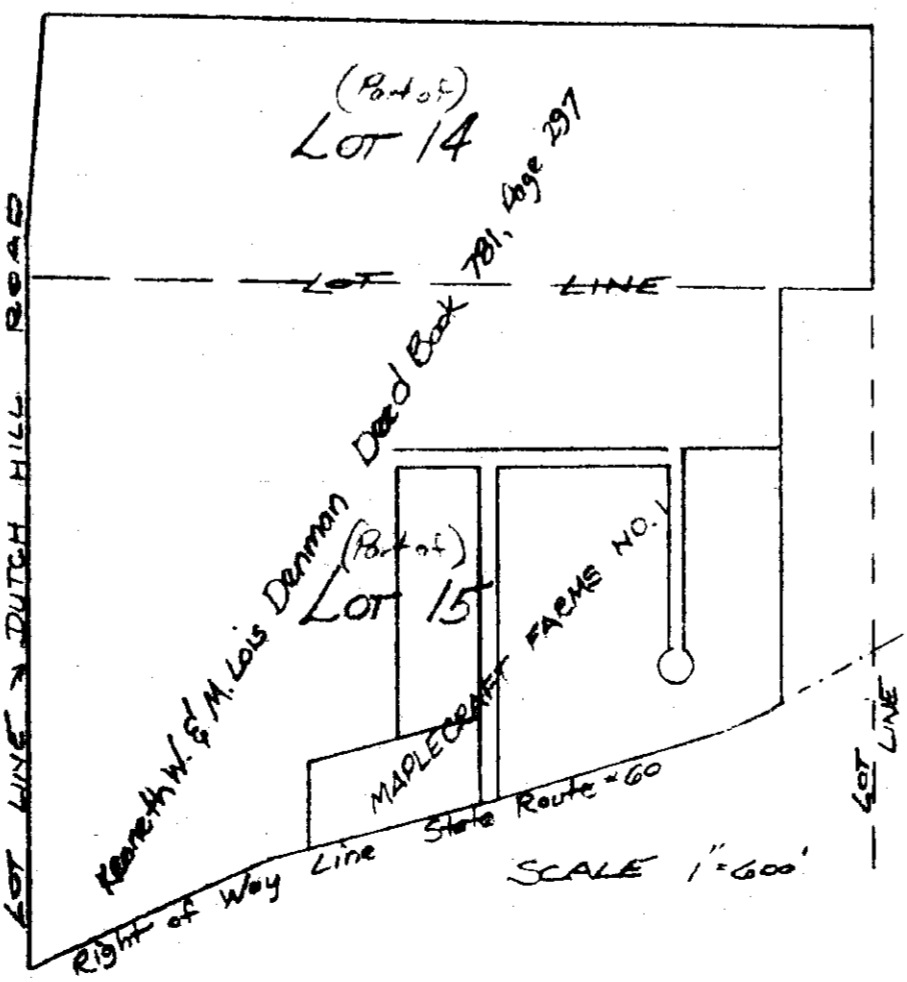 (Part of)
LOT 14
LOT LINE
LOT LINE → DUTCH HILL ROAD
Kenneth W. & M. Lois Denman Deed Book 781, Page 297
(Part of)
LOT 15
MAPLECRAFT FARMS NO. 1
LOT LINE
Right of Way Line State Route #60
SCALE 1"=600'